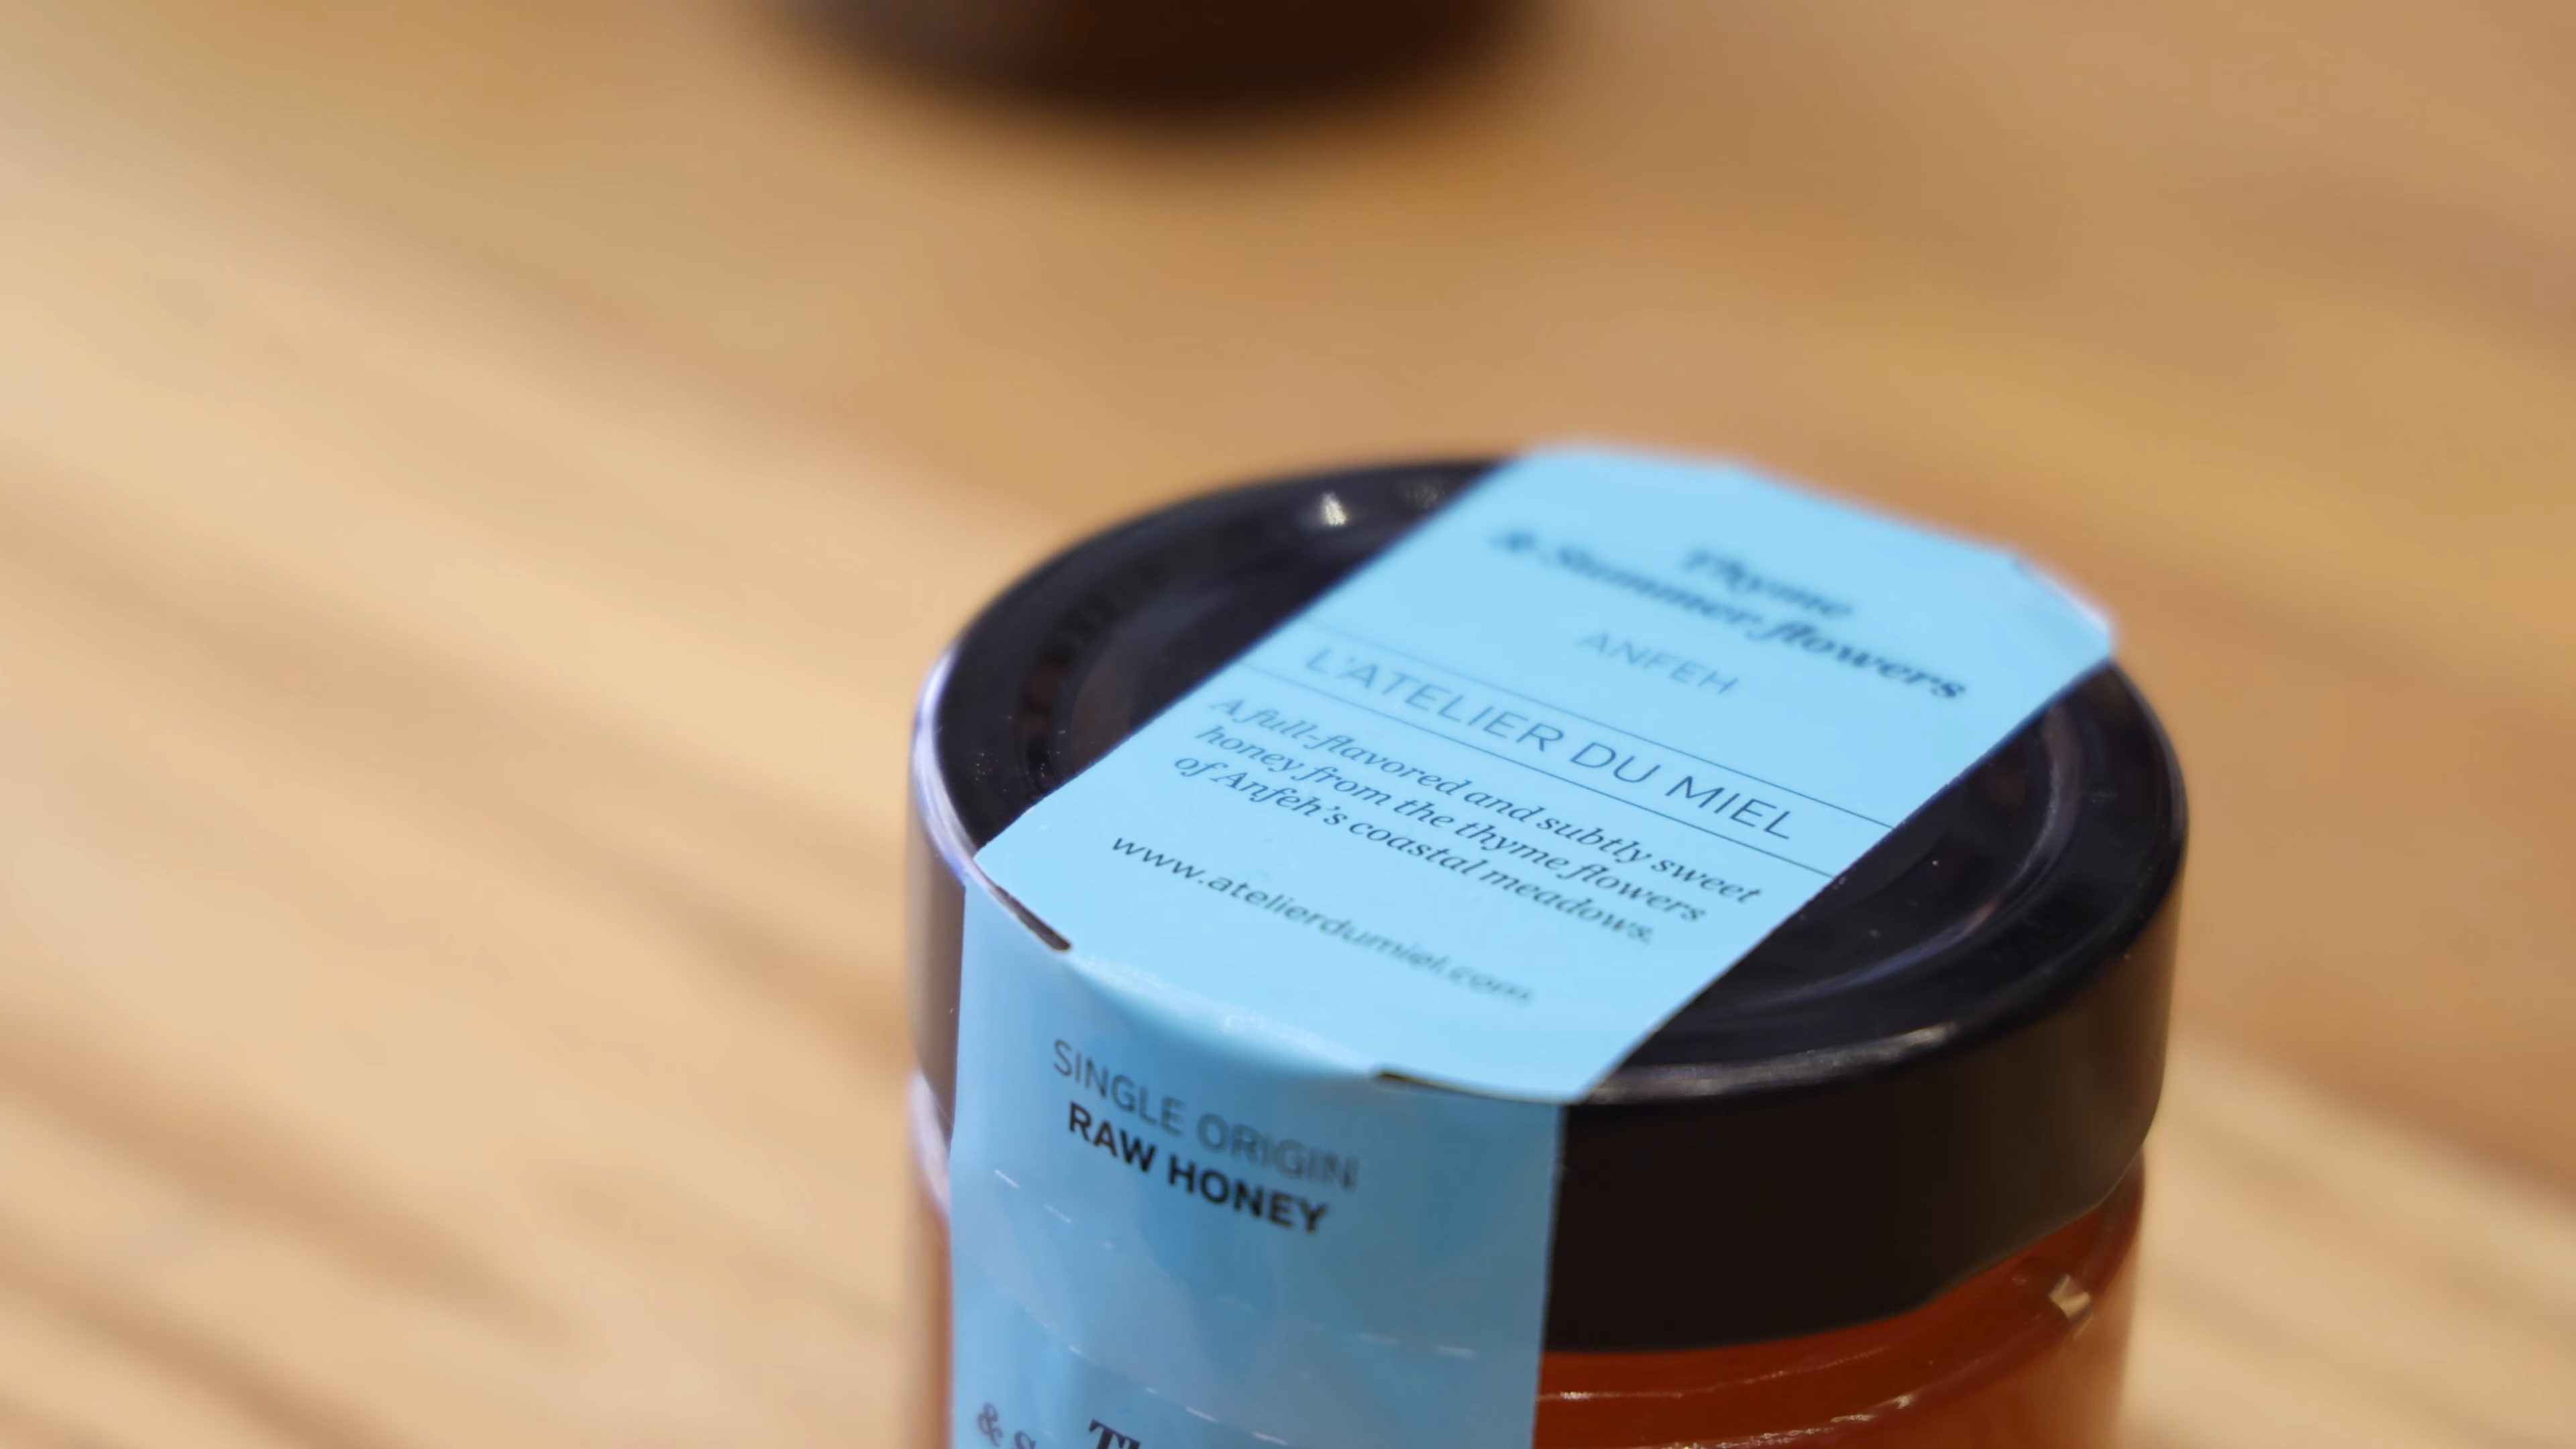 Thyme
& Summer flowers
ANFEH
L'ATELIER DU MIEL
A full-flavored and subtly sweet
honey from the thyme flowers
of Anfeh's coastal meadows.
www.atelierdumiel.com
SINGLE ORIGIN
RAW HONEY